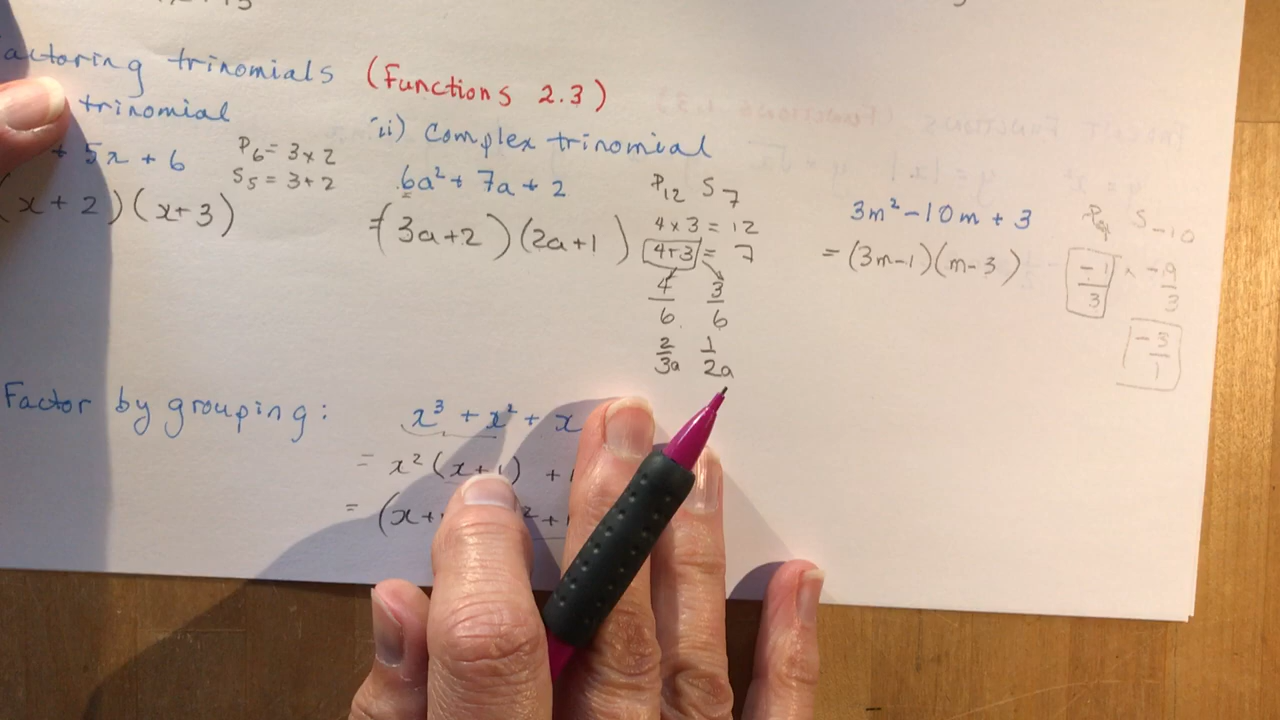 actoring trinomials (Functions 2.3)
trinomial
+ 5x + 6
P6 = 3 x 2
S5 = 3 + 2
(x + 2)(x+3)
ii) Complex trinomial
6a² + 7a + 2
= (3a+2)(2a+1)
P12 S7
4 x 3 = 12
4+3 = 7
4/6 3/6
2/3a 1/2a
3m² - 10m + 3
= (3m-1)(m-3)
S-10
-1/3 x -9/3
-3/1
Factor by grouping:
x³ + x² + x
= x²(x+1) +1
= (x+